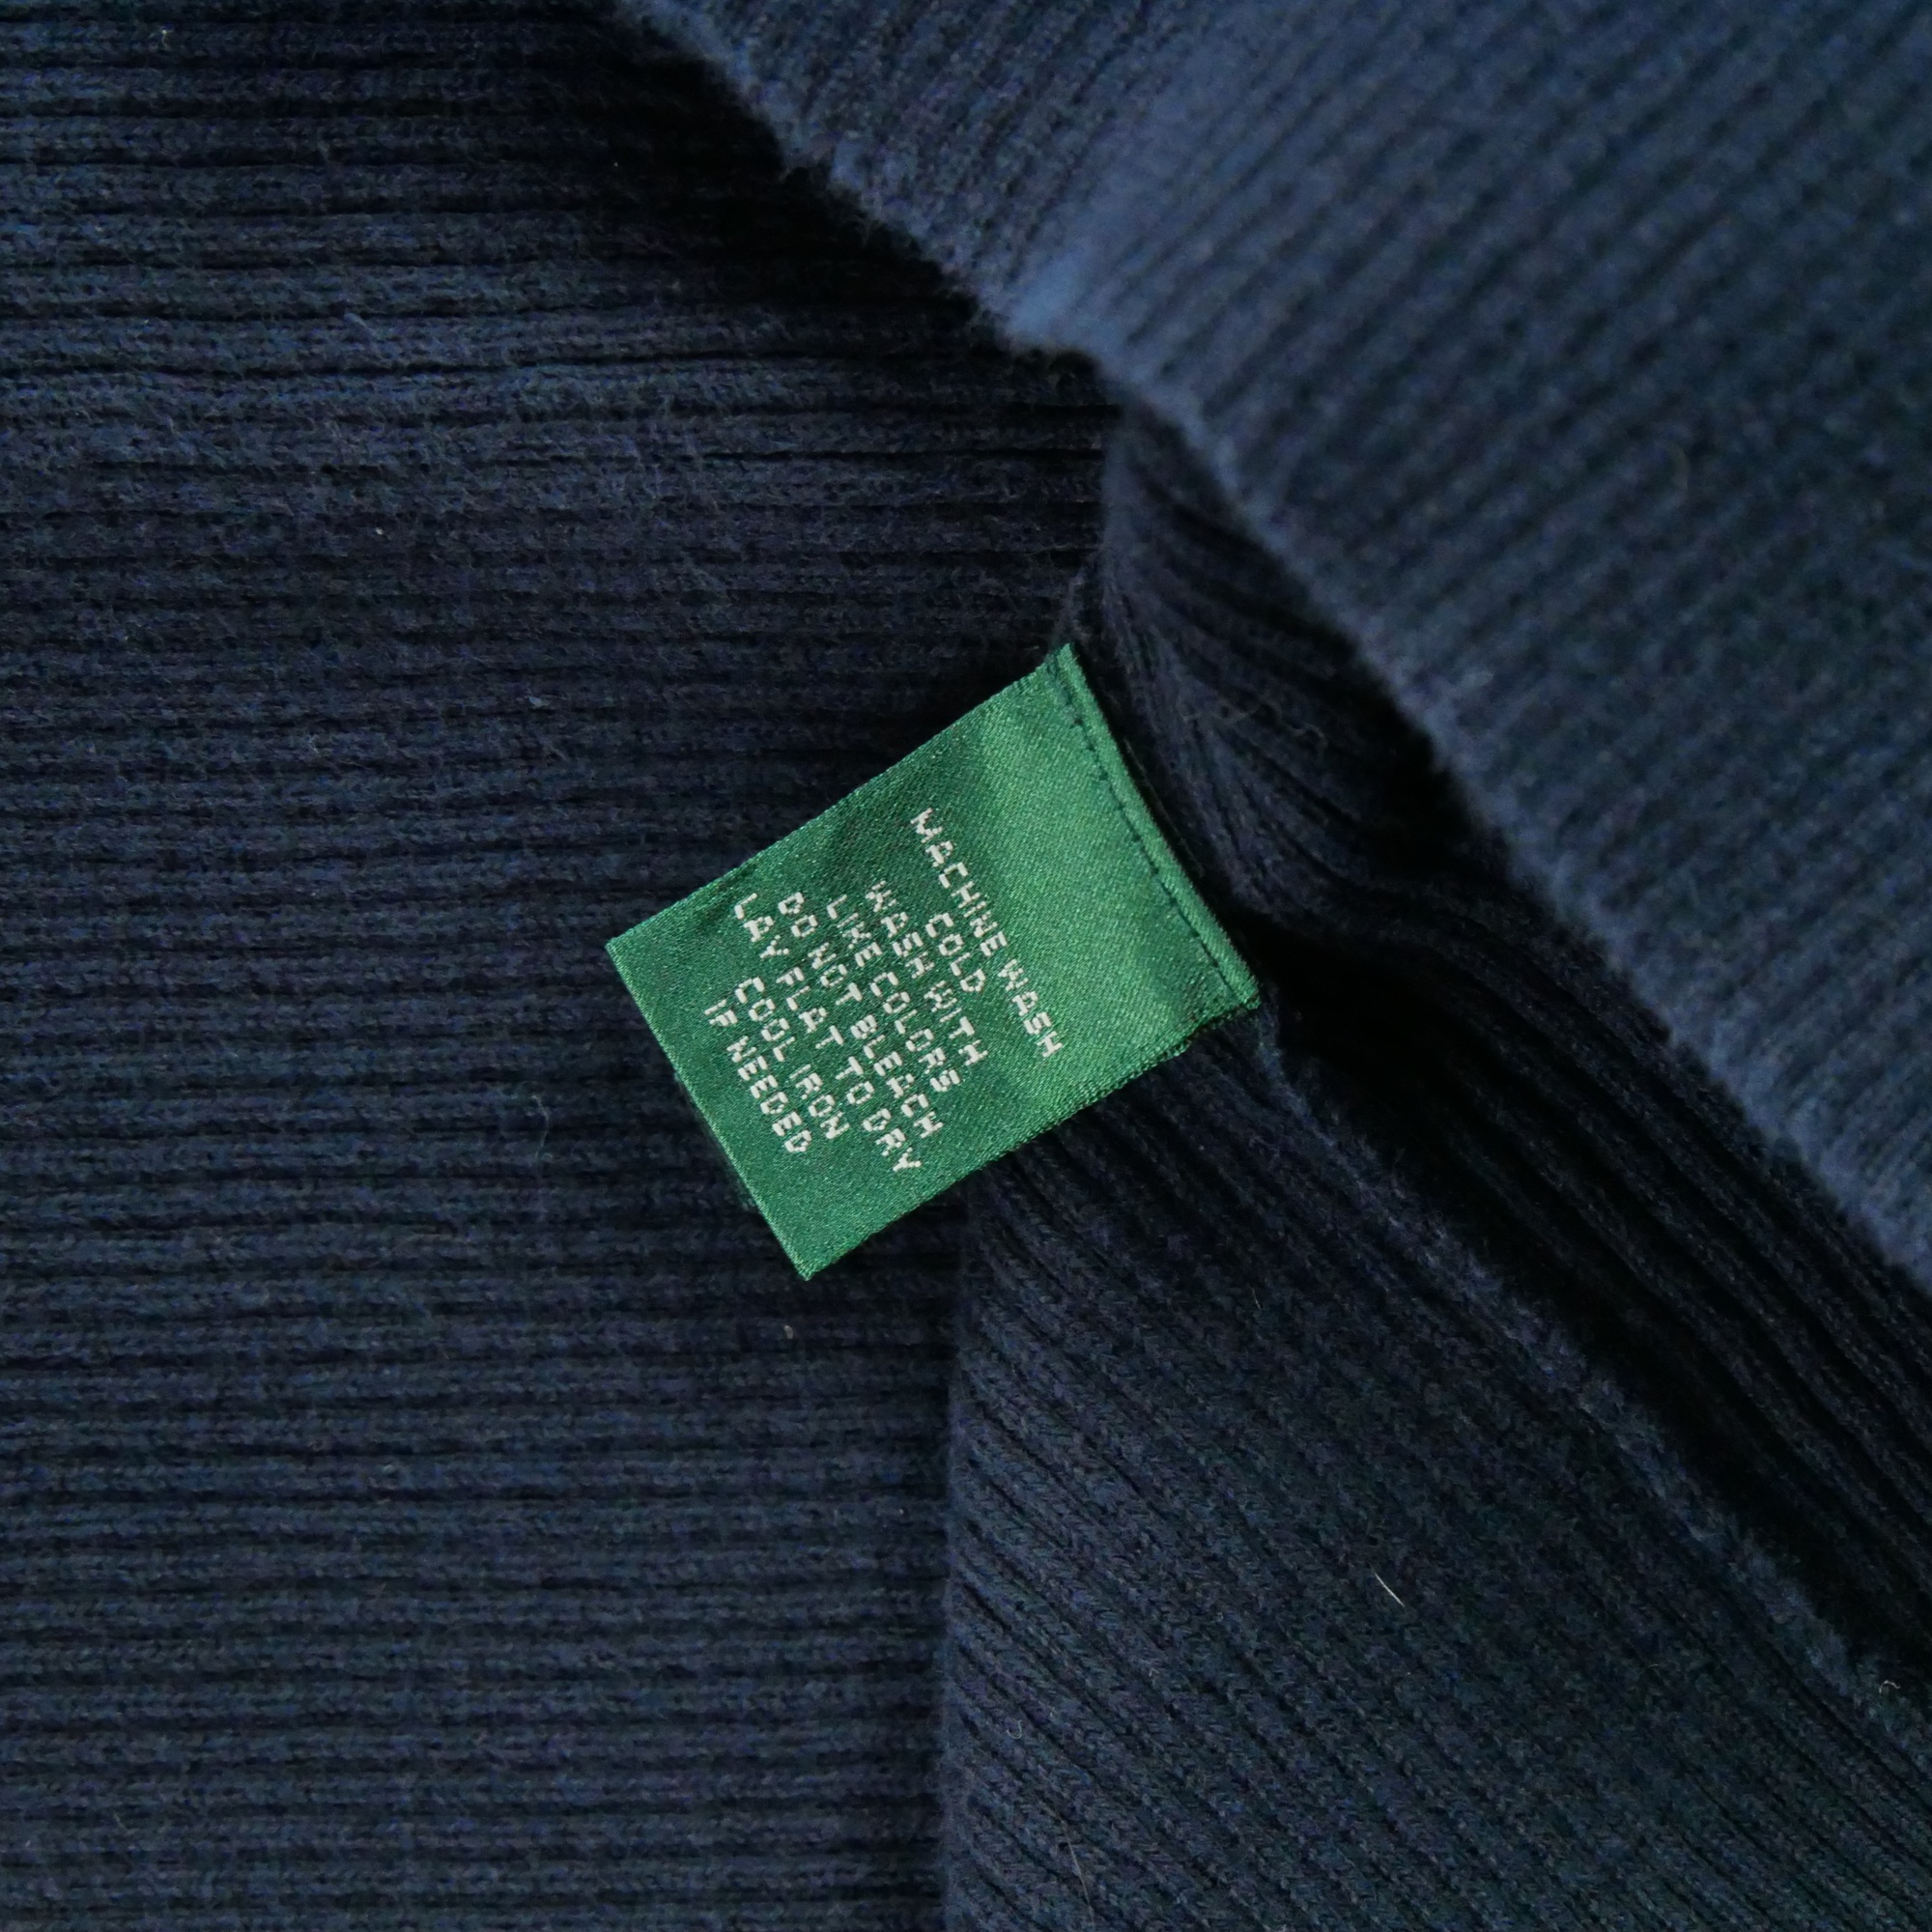 MACHINE WASH
COLD
WASH WITH
LIKE COLORS
DO NOT BLEACH
LAY FLAT TO DRY
COOL IRON
IF NEEDED